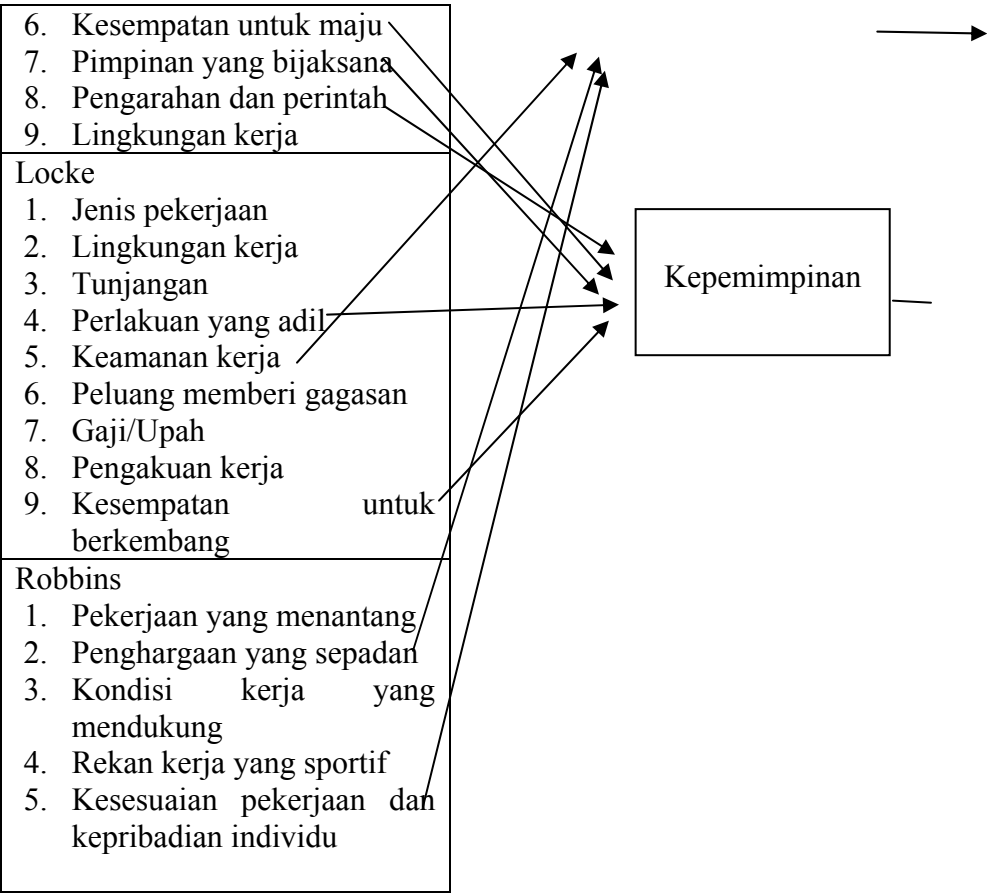 6. Kesempatan untuk maju
7. Pimpinan yang bijaksana
8. Pengarahan dan perintah
9. Lingkungan kerja
Locke
1. Jenis pekerjaan
2. Lingkungan kerja
3. Tunjangan
4. Perlakuan yang adil
5. Keamanan kerja
6. Peluang memberi gagasan
7. Gaji/Upah
8. Pengakuan kerja
9. Kesempatan untuk
berkembang
Robbins
1. Pekerjaan yang menantang
2. Penghargaan yang sepadan
3. Kondisi kerja yang
mendukung
4. Rekan kerja yang sportif
5. Kesesuaian pekerjaan dan
kepribadian individu
Kepemimpinan